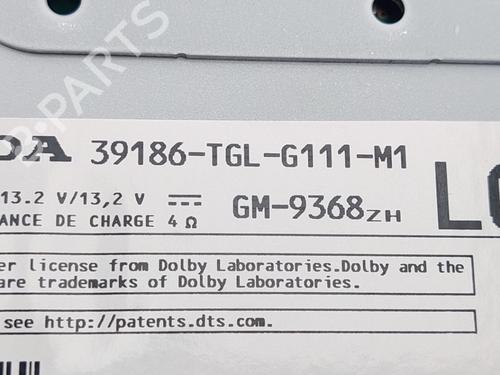 DA 39186-TGL-G111-M1
13.2 V/13,2 V GM-9368ZH
ANCE DE CHARGE 4 Ω
er license from Dolby Laboratories.Dolby and the
are trademarks of Dolby Laboratories.
see http://patents.dts.com.